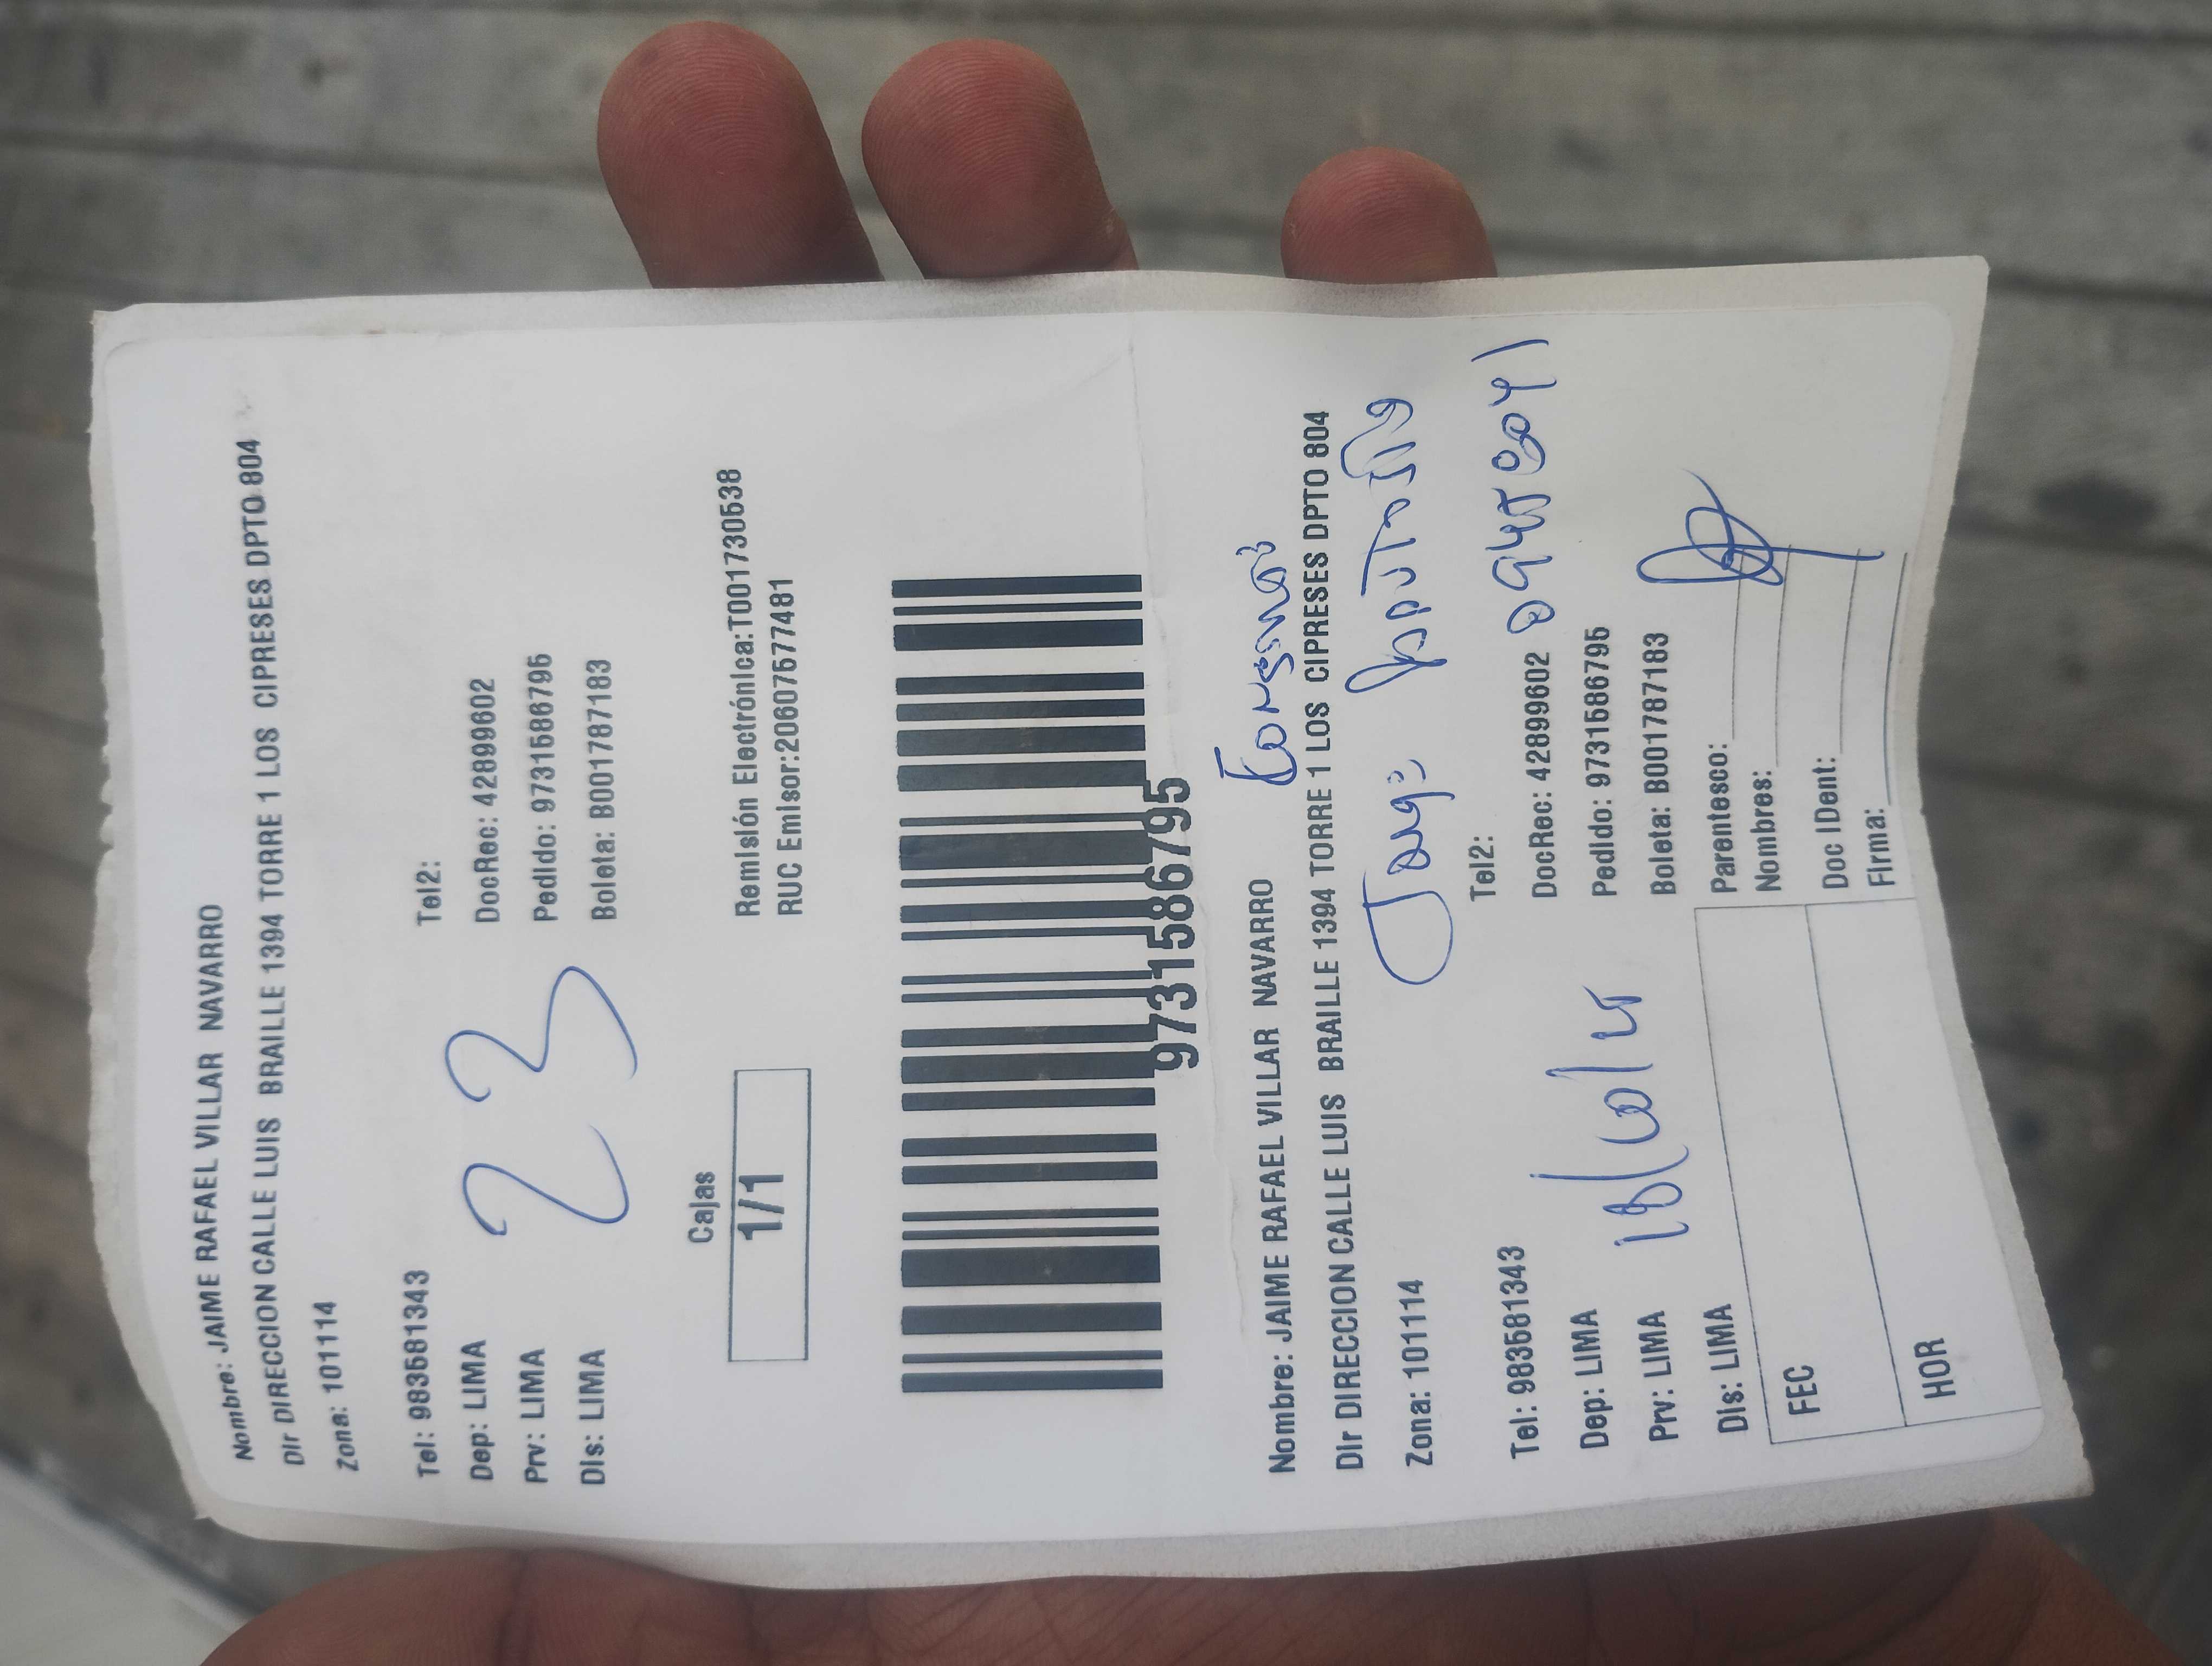 Nombre: JAIME RAFAEL VILLAR NAVARRO
Dir DIRECCION CALLE LUIS BRAILLE 1394 TORRE 1 LOS CIPRESES DPTO 804
Zona: 101114
Tel: 983581343 Tel2:
Dep: LIMA DocRec: 42899602
Prv: LIMA Pedido: 9731586795
Dis: LIMA Boleta: B001787183
23
Cajas
1/1
Remisión Electrónica:T001730538
RUC Emisor:20607577481
9731586795
Nombre: JAIME RAFAEL VILLAR NAVARRO
Dir DIRECCION CALLE LUIS BRAILLE 1394 TORRE 1 LOS CIPRESES DPTO 804
Zona: 101114
Jorge
Tel: 983581343 Tel2:
Dep: LIMA DocRec: 42899602
Prv: LIMA Pedido: 9731586795
Dis: LIMA Boleta: B001787183
FEC Parentesco:
Nombres:
HOR Doc IDent:
Firma: